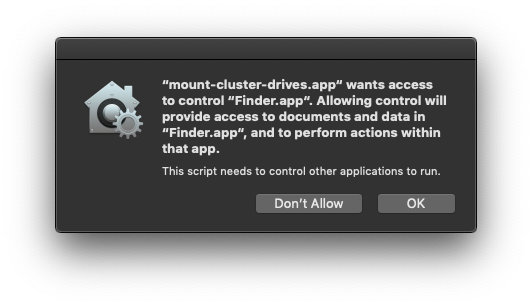 “mount-cluster-drives.app“ wants access
to control “Finder.app“. Allowing control will
provide access to documents and data in
“Finder.app“, and to perform actions within
that app.
This script needs to control other applications to run.
Don’t Allow
OK